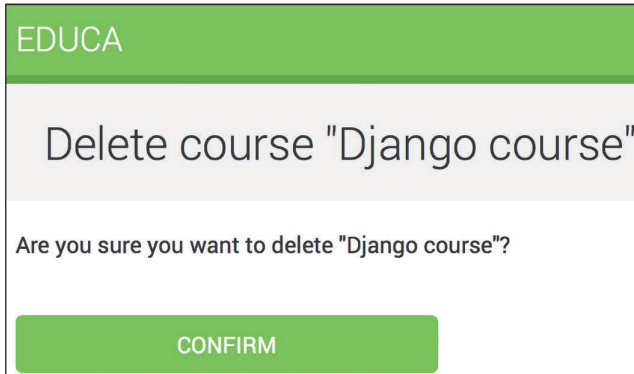 EDUCA
Delete course "Django course"
Are you sure you want to delete "Django course"?
CONFIRM